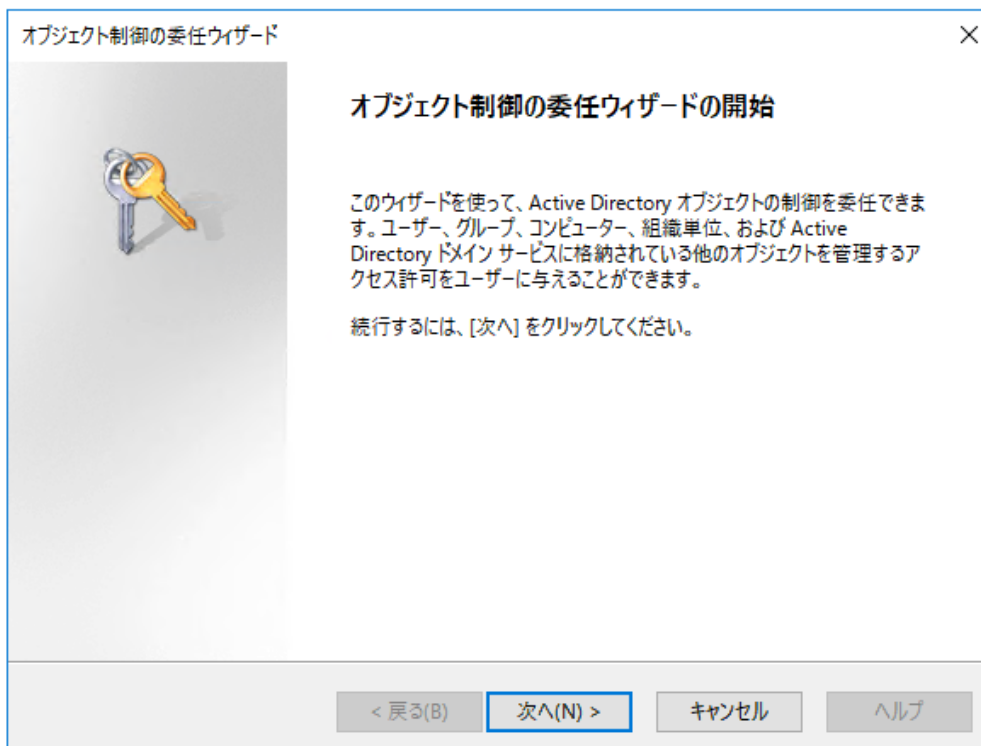 オブジェクト制御の委任ウィザード
オブジェクト制御の委任ウィザードの開始
このウィザードを使って、Active Directory オブジェクトの制御を委任できま
す。ユーザー、グループ、コンピューター、組織単位、および Active
Directory ドメイン サービスに格納されている他のオブジェクトを管理するア
クセス許可をユーザーに与えることができます。
続行するには、[次へ] をクリックしてください。
< 戻る(B) 次へ(N) > キャンセル ヘルプ